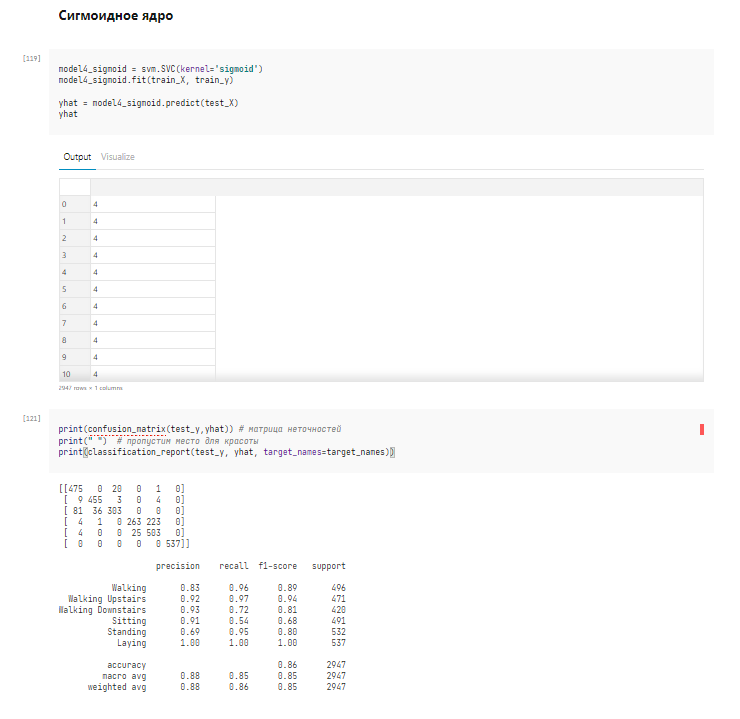 Сигмоидное ядро
[119]
model4_sigmoid = svm.SVC(kernel='sigmoid')
model4_sigmoid.fit(train_X, train_y)
yhat = model4_sigmoid.predict(test_X)
yhat
Output Visualize
0 4
1 4
2 4
3 4
4 4
5 4
6 4
7 4
8 4
9 4
10 4
2947 rows × 1 columns
[121]
print(confusion_matrix(test_y,yhat)) # матрица неточностей
print(" ") # пропустим место для красоты
print(classification_report(test_y, yhat, target_names=target_names))
[[475 0 20 0 1 0]
[ 9 455 3 0 4 0]
[ 81 36 303 0 0 0]
[ 4 1 0 263 223 0]
[ 4 0 0 25 503 0]
[ 0 0 0 0 0 537]]
precision recall f1-score support
Walking 0.83 0.96 0.89 496
Walking Upstairs 0.92 0.97 0.94 471
Walking Downstairs 0.93 0.72 0.81 420
Sitting 0.91 0.54 0.68 491
Standing 0.69 0.95 0.80 532
Laying 1.00 1.00 1.00 537
accuracy 0.86 2947
macro avg 0.88 0.85 0.85 2947
weighted avg 0.88 0.86 0.85 2947